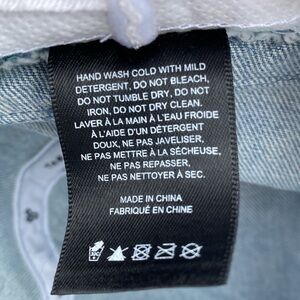 HAND WASH COLD WITH MILD
DETERGENT, DO NOT BLEACH,
DO NOT TUMBLE DRY, DO NOT
IRON, DO NOT DRY CLEAN.
LAVER À LA MAIN À L'EAU FROIDE
À L'AIDE D'UN DÉTERGENT
DOUX, NE PAS JAVELISER,
NE PAS METTRE À LA SÉCHEUSE,
NE PAS REPASSER,
NE PAS NETTOYER À SEC.
MADE IN CHINA
FABRIQUÉ EN CHINE